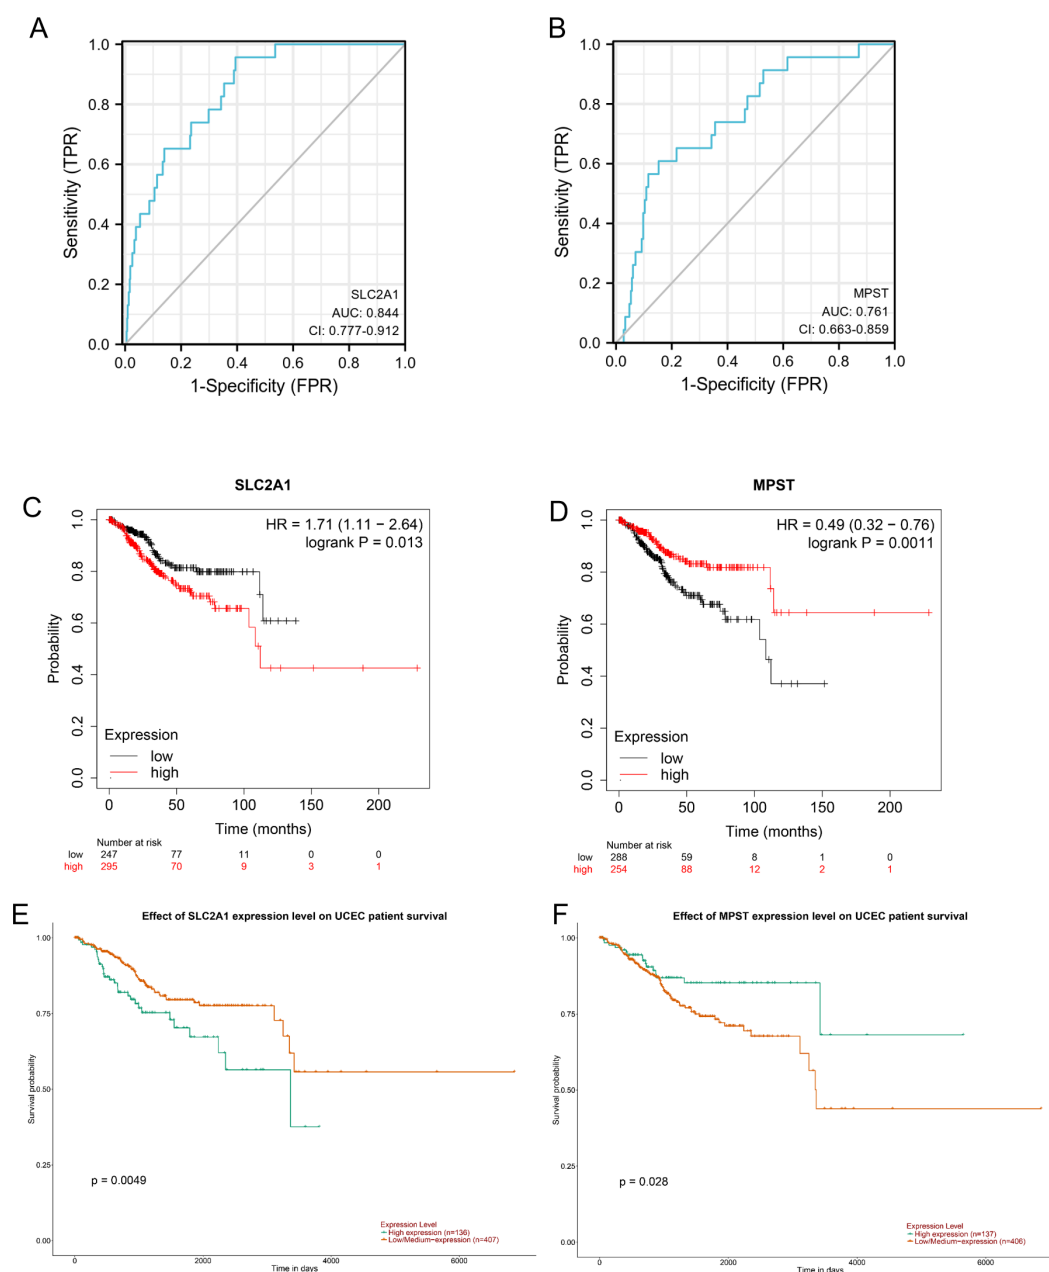 A
1.0
0.8
0.6
0.4
0.2
0.0
Sensitivity (TPR)
SLC2A1
AUC: 0.844
CI: 0.777-0.912
0.0 0.2 0.4 0.6 0.8 1.0
1-Specificity (FPR)
B
1.0
0.8
0.6
0.4
0.2
0.0
Sensitivity (TPR)
MPST
AUC: 0.761
CI: 0.663-0.859
0.0 0.2 0.4 0.6 0.8 1.0
1-Specificity (FPR)
C
SLC2A1
HR = 1.71 (1.11 − 2.64)
logrank P = 0.013
1.0
0.8
0.6
0.4
0.2
0.0
Probability
Expression
low
high
0 50 100 150 200
Time (months)
Number at risk
low 247 77 11 0 0
high 295 70 9 3 1
D
MPST
HR = 0.49 (0.32 − 0.76)
logrank P = 0.0011
1.0
0.8
0.6
0.4
0.2
0.0
Probability
Expression
low
high
0 50 100 150 200
Time (months)
Number at risk
low 288 59 8 1 0
high 254 88 12 2 1
E
Effect of SLC2A1 expression level on UCEC patient survival
1.00
0.75
0.50
0.25
0.00
Survival probability
p = 0.0049
Expression Level
High expression (n=136)
Low/Medium−expression (n=407)
0 2000 4000 6000
Time in days
F
Effect of MPST expression level on UCEC patient survival
1.00
0.75
0.50
0.25
0.00
Survival probability
p = 0.028
Expression Level
High expression (n=137)
Low/Medium−expression (n=406)
0 2000 4000 6000
Time in days